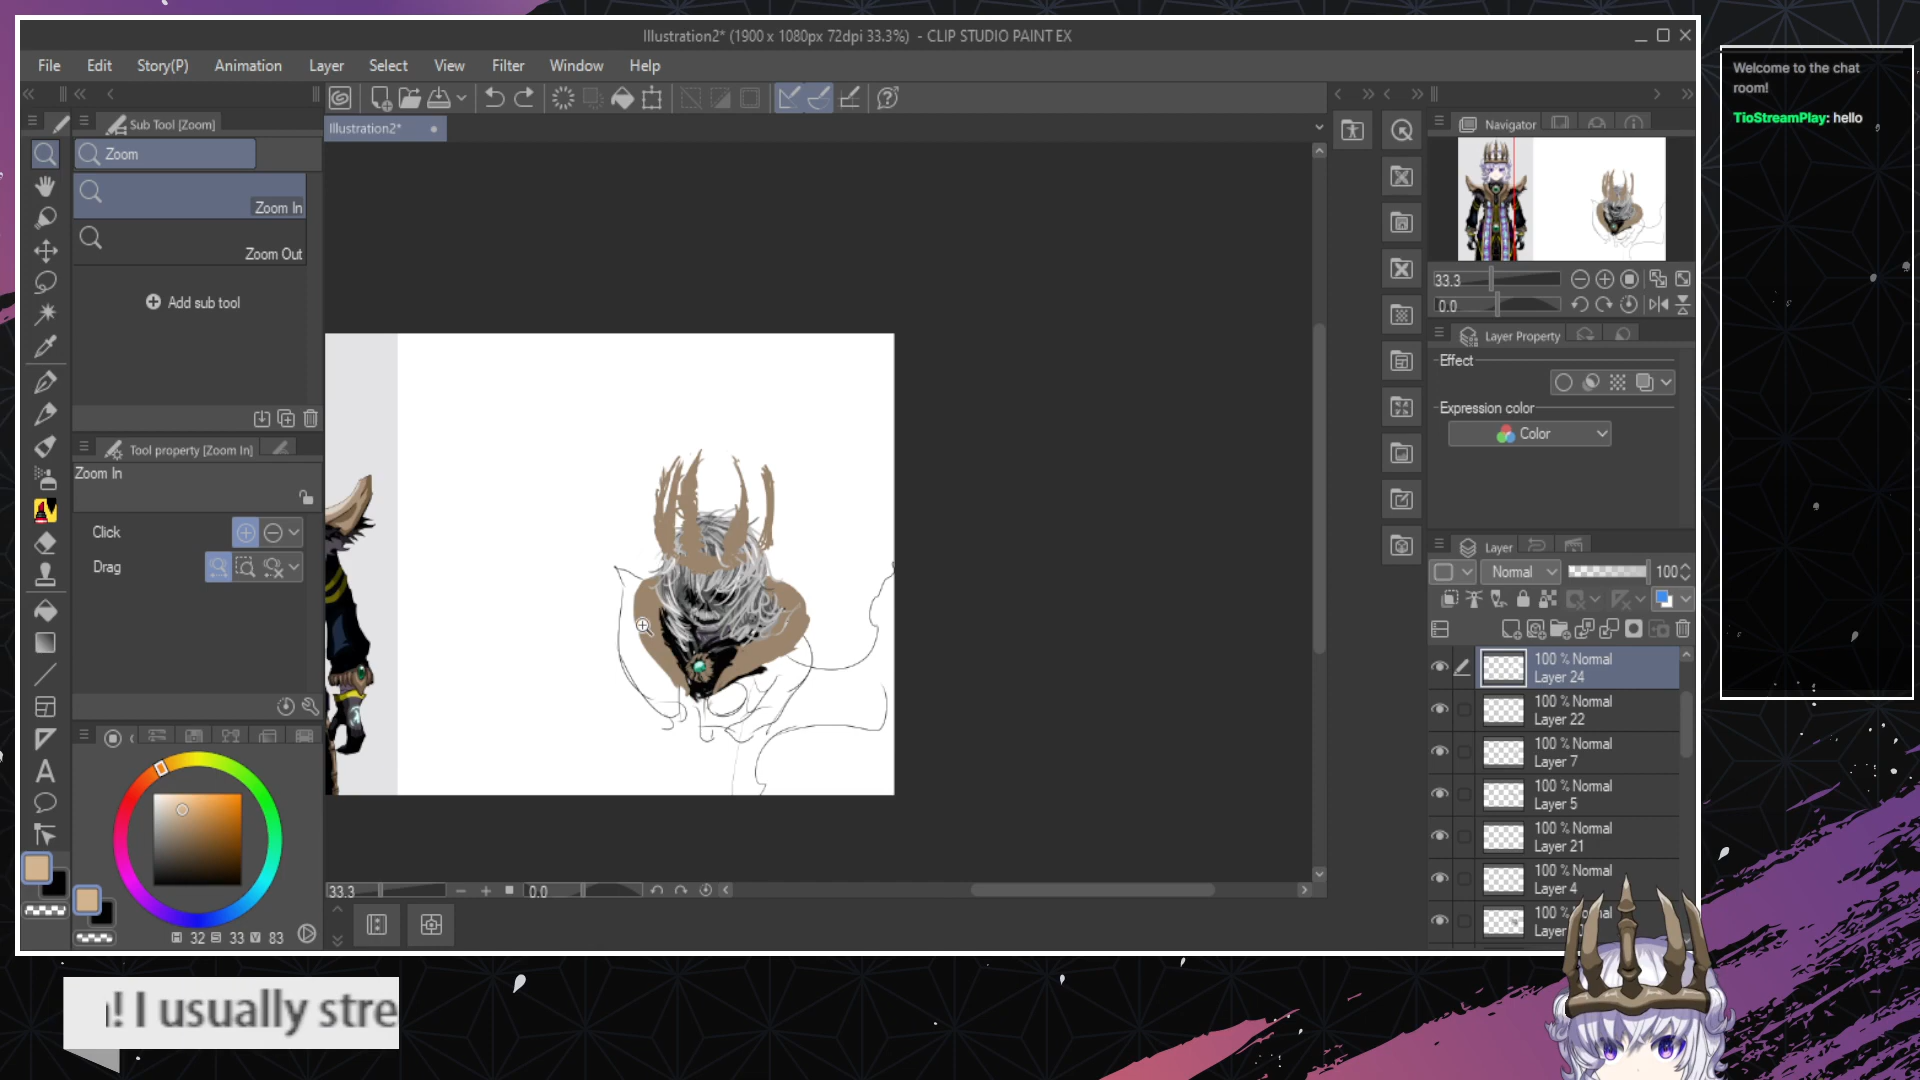 Illustration2* (1900 x 1080px 72dpi 33.3%) - CLIP STUDIO PAINT EX
File Edit Story(P) Animation Layer Select View Filter Window Help
Sub Tool [Zoom]
Illustration2*
Navigator
Zoom
Zoom In
Zoom Out
Add sub tool
33.3
0.0
Layer Property
Effect
Expression color
Color
Tool property [Zoom In]
Zoom In
Click
Drag
Layer
Normal 100
100 % Normal
Layer 24
100 % Normal
Layer 22
100 % Normal
Layer 7
100 % Normal
Layer 5
100 % Normal
Layer 21
100 % Normal
Layer 4
100 %
Layer
33.3 0.0
32 33 83
Welcome to the chat
room!
TioStreamPlay: hello
! I usually stre